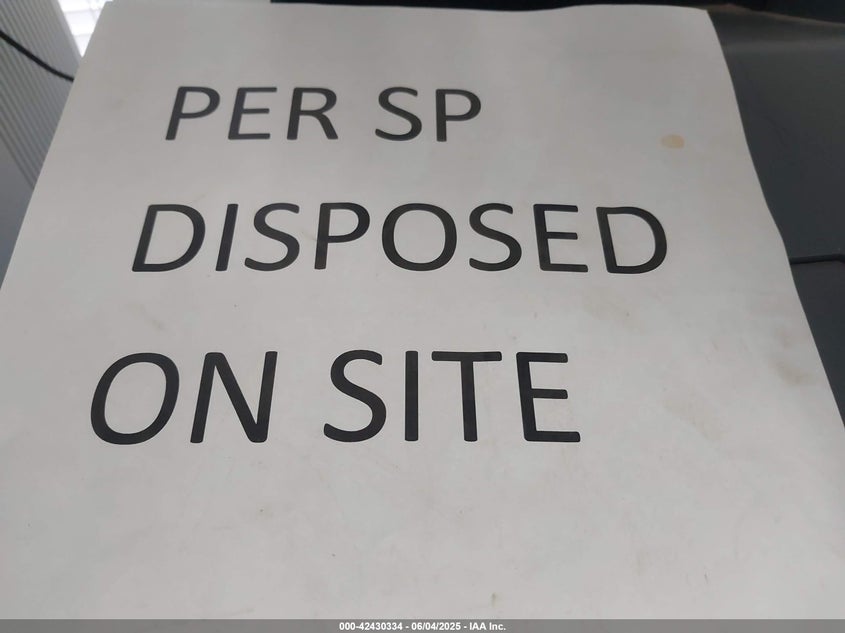 PER SP
DISPOSED
ON SITE
000-42430334 - 06/04/2025 - IAA Inc.